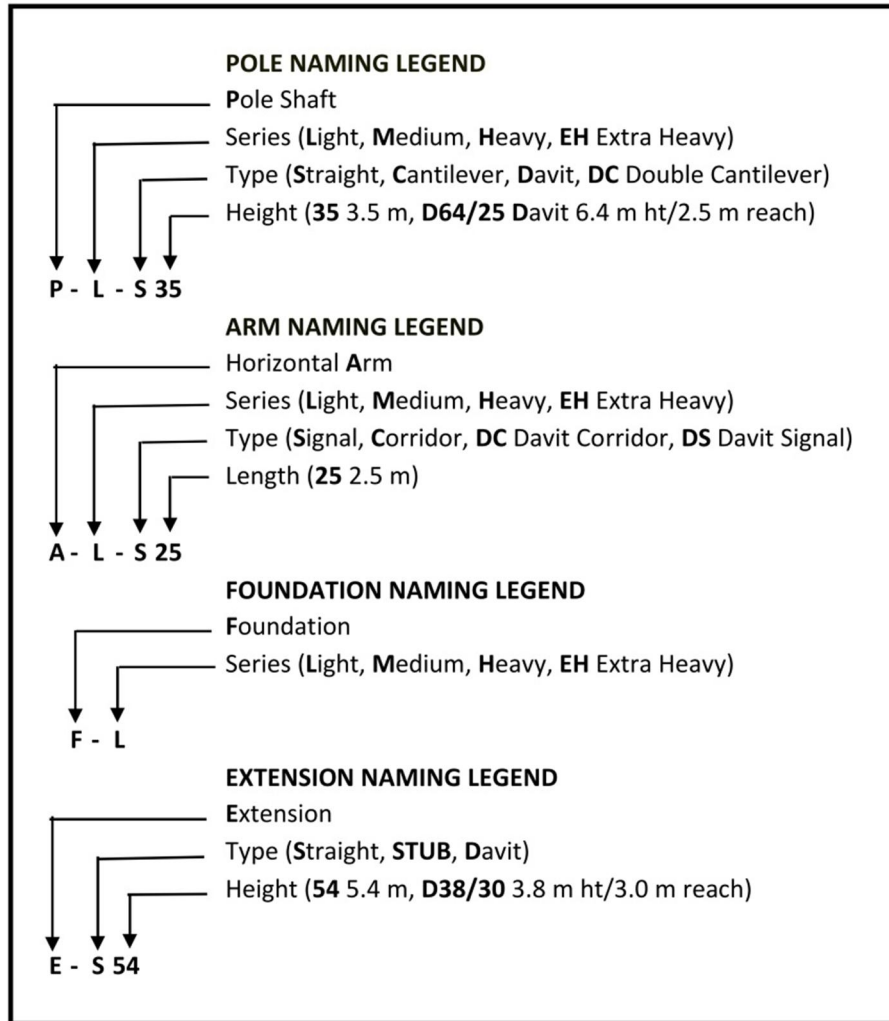 POLE NAMING LEGEND
Pole Shaft
Series (Light, Medium, Heavy, EH Extra Heavy)
Type (Straight, Cantilever, Davit, DC Double Cantilever)
Height (35 3.5 m, D64/25 Davit 6.4 m ht/2.5 m reach)
P - L - S 35
ARM NAMING LEGEND
Horizontal Arm
Series (Light, Medium, Heavy, EH Extra Heavy)
Type (Signal, Corridor, DC Davit Corridor, DS Davit Signal)
Length (25 2.5 m)
A - L - S 25
FOUNDATION NAMING LEGEND
Foundation
Series (Light, Medium, Heavy, EH Extra Heavy)
F - L
EXTENSION NAMING LEGEND
Extension
Type (Straight, STUB, Davit)
Height (54 5.4 m, D38/30 3.8 m ht/3.0 m reach)
E - S 54